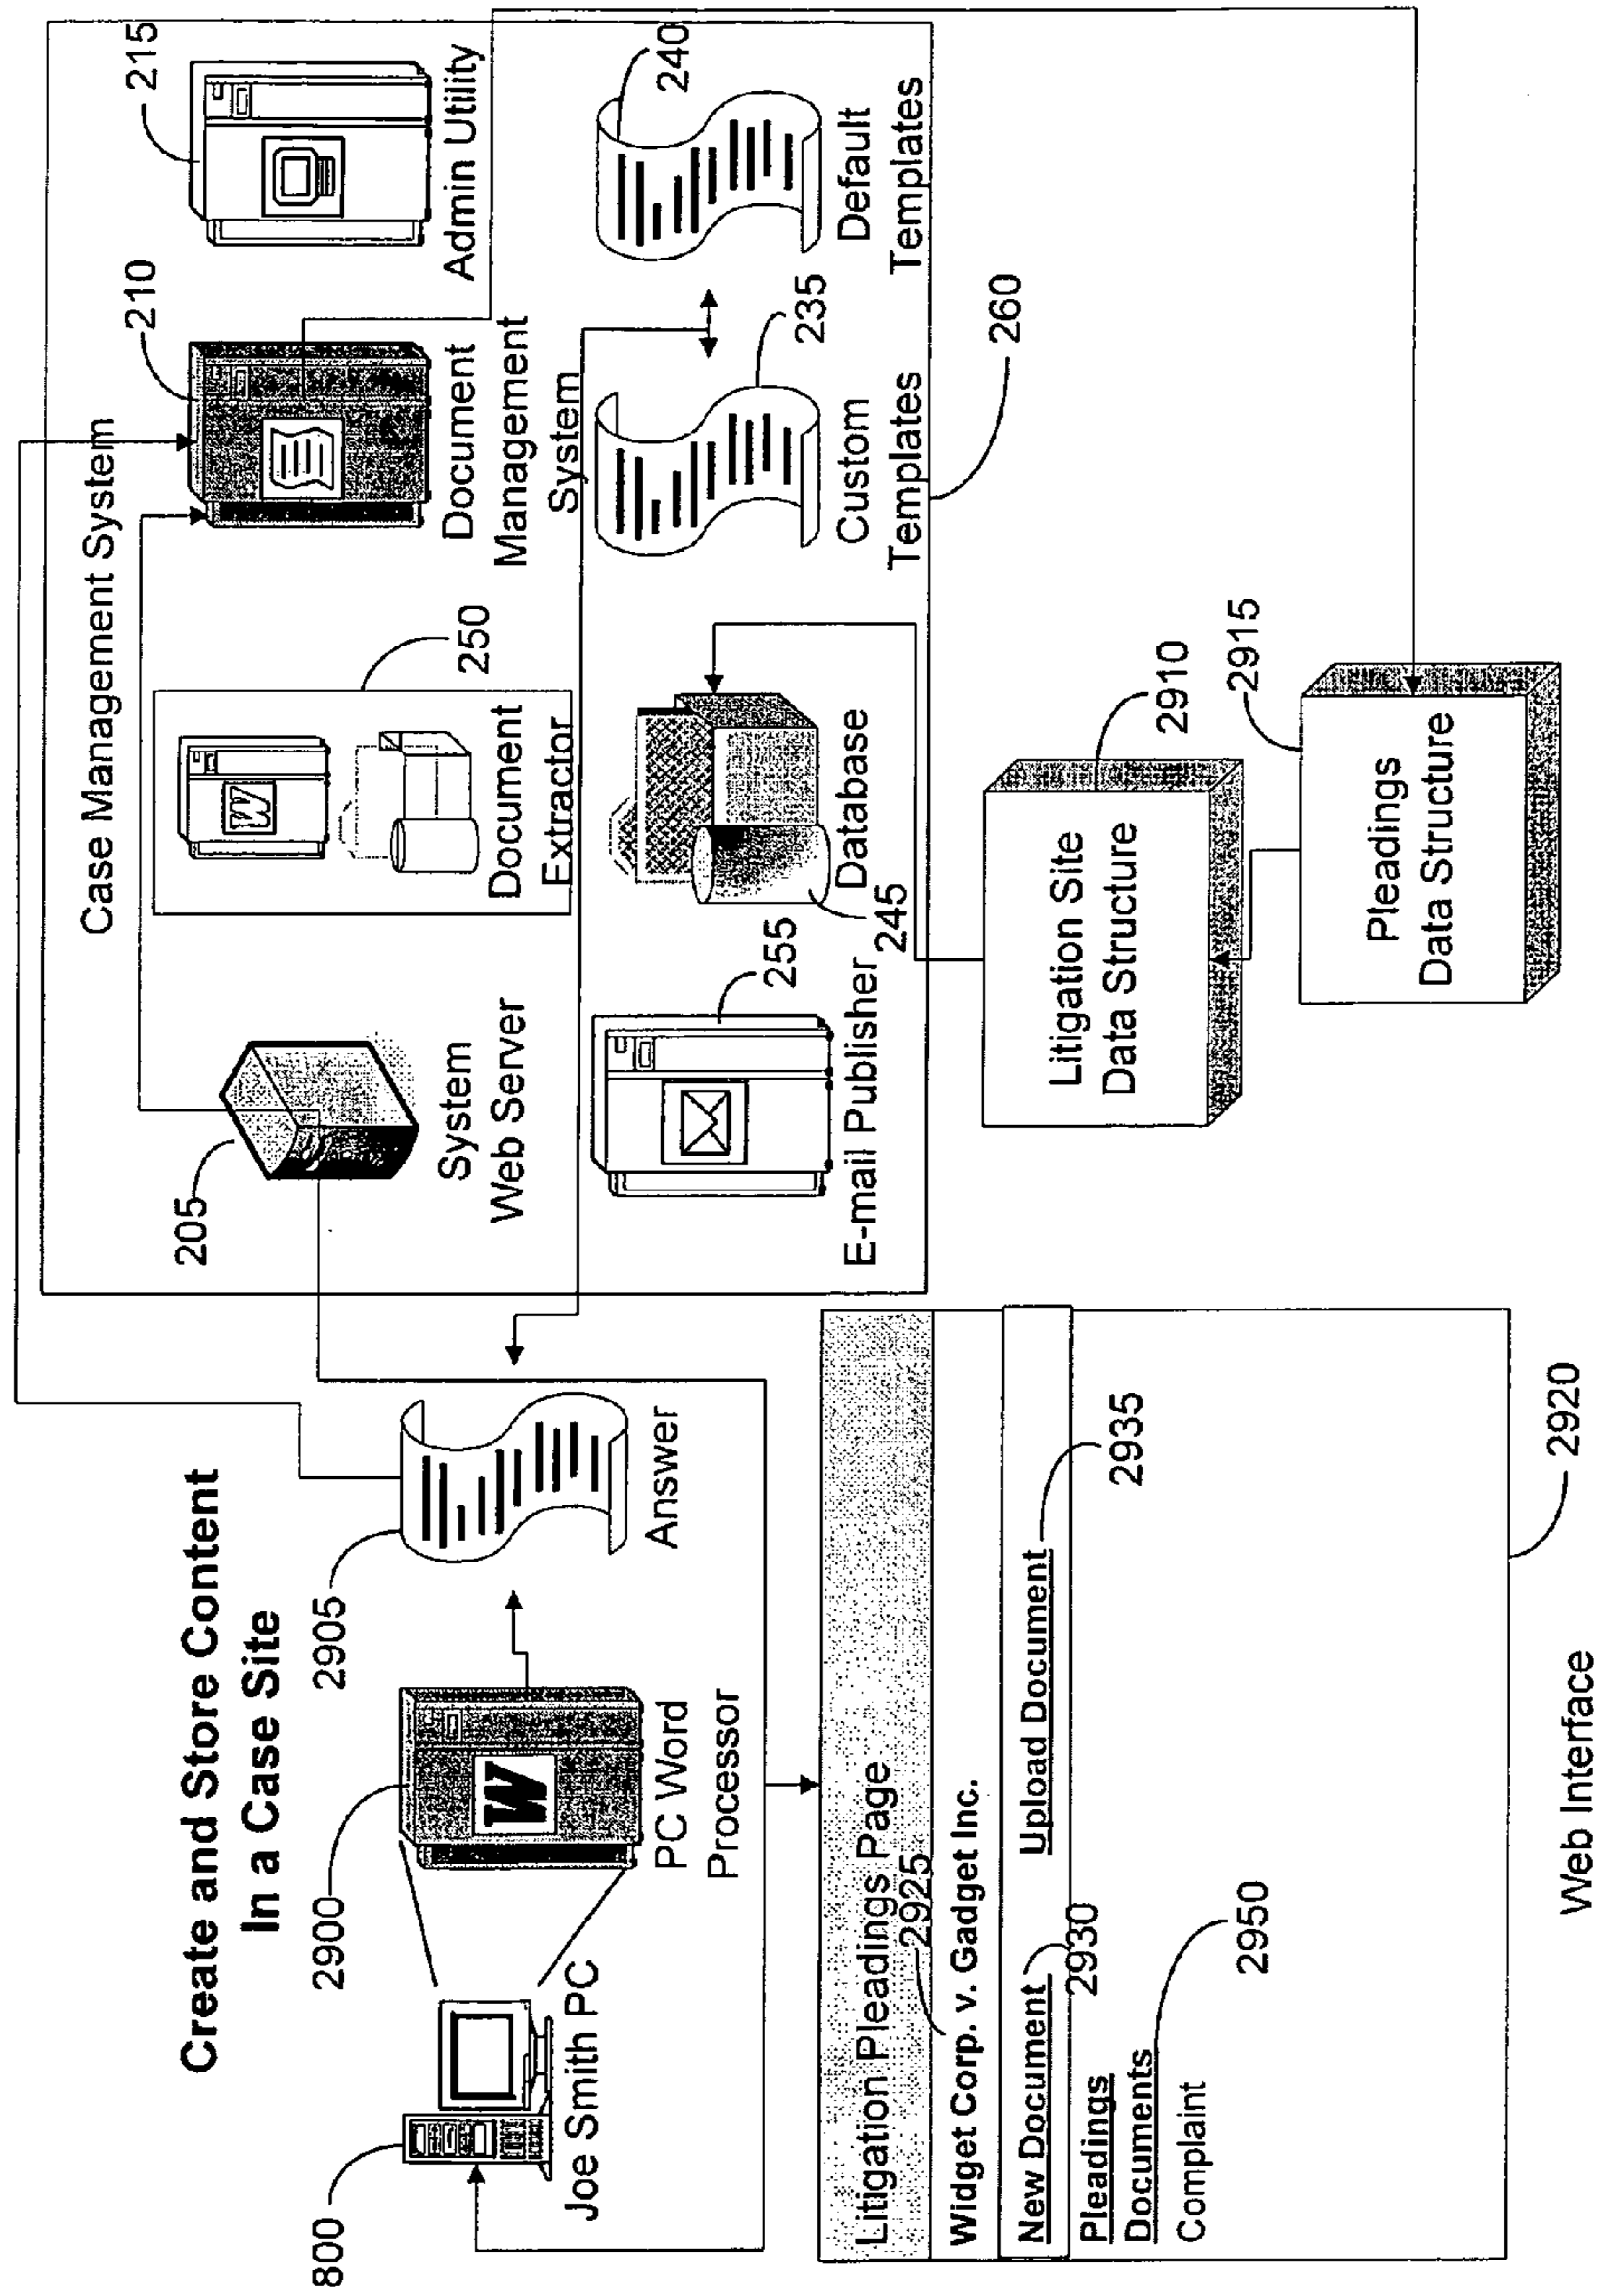 Create and Store Content
In a Case Site
800
Joe Smith PC
2900
W
PC Word
Processor
2905
Answer
Case Management System
205
System
Web Server
250
W
Document
Extractor
210
Document
Management
System
215
Admin Utility
255
E-mail Publisher
245
Database
235
Custom
Templates
240
Default
Templates
260
Litigation Pleadings Page
2925
Widget Corp. v. Gadget Inc.
New Document
2930
Upload Document
2935
Pleadings
Documents
2950
Complaint
2920
Web Interface
Litigation Site
Data Structure
2910
Pleadings
Data Structure
2915